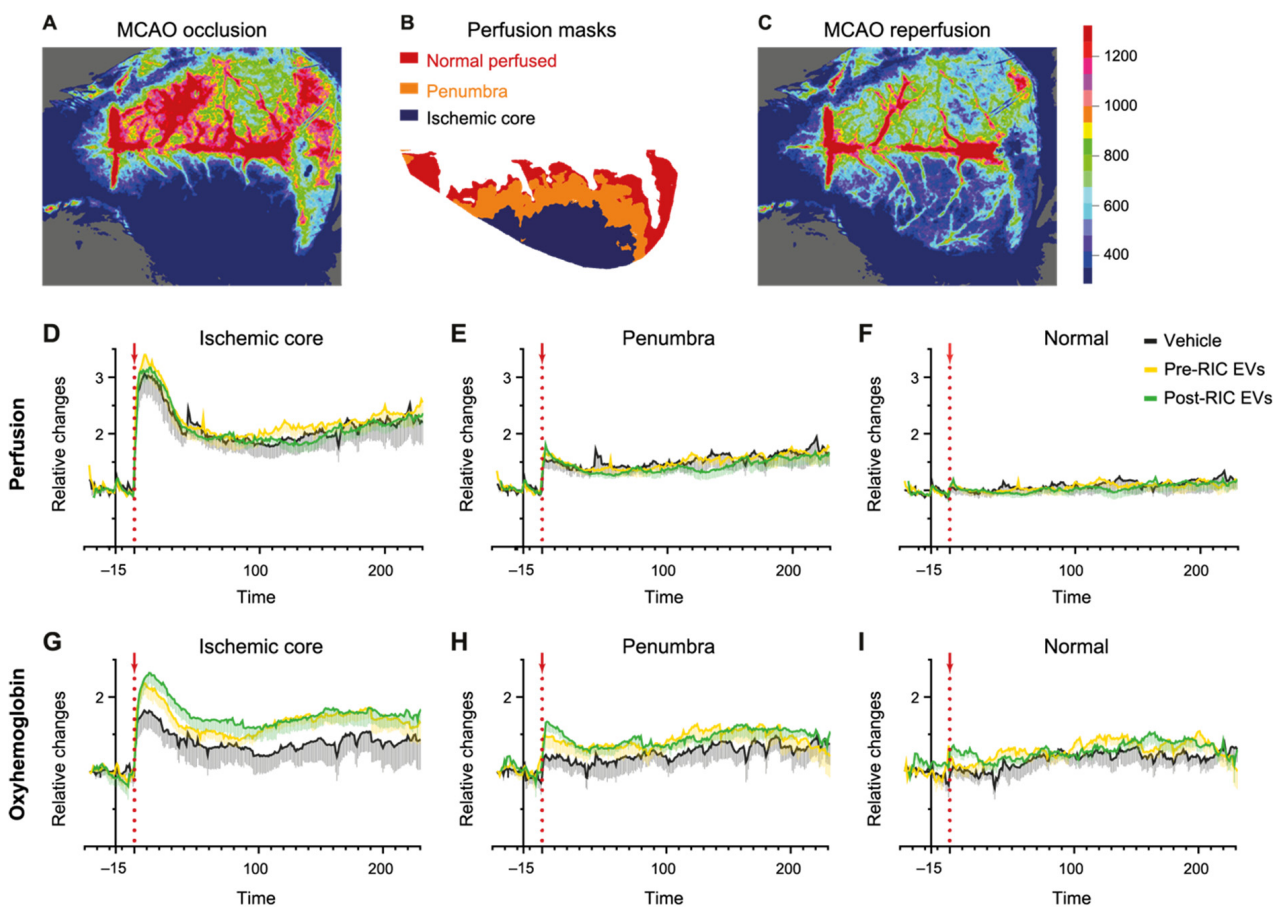 A
MCAO occlusion
B
Perfusion masks
Normal perfused
Penumbra
Ischemic core
C
MCAO reperfusion
1200
1000
800
600
400
Perfusion
D
Ischemic core
Relative changes
3
2
–15
100
200
Time
E
Penumbra
Relative changes
3
2
–15
100
200
Time
F
Normal
Vehicle
Pre-RIC EVs
Post-RIC EVs
Relative changes
3
2
–15
100
200
Time
Oxyhemoglobin
G
Ischemic core
Relative changes
2
–15
100
200
Time
H
Penumbra
Relative changes
2
–15
100
200
Time
I
Normal
Relative changes
2
–15
100
200
Time